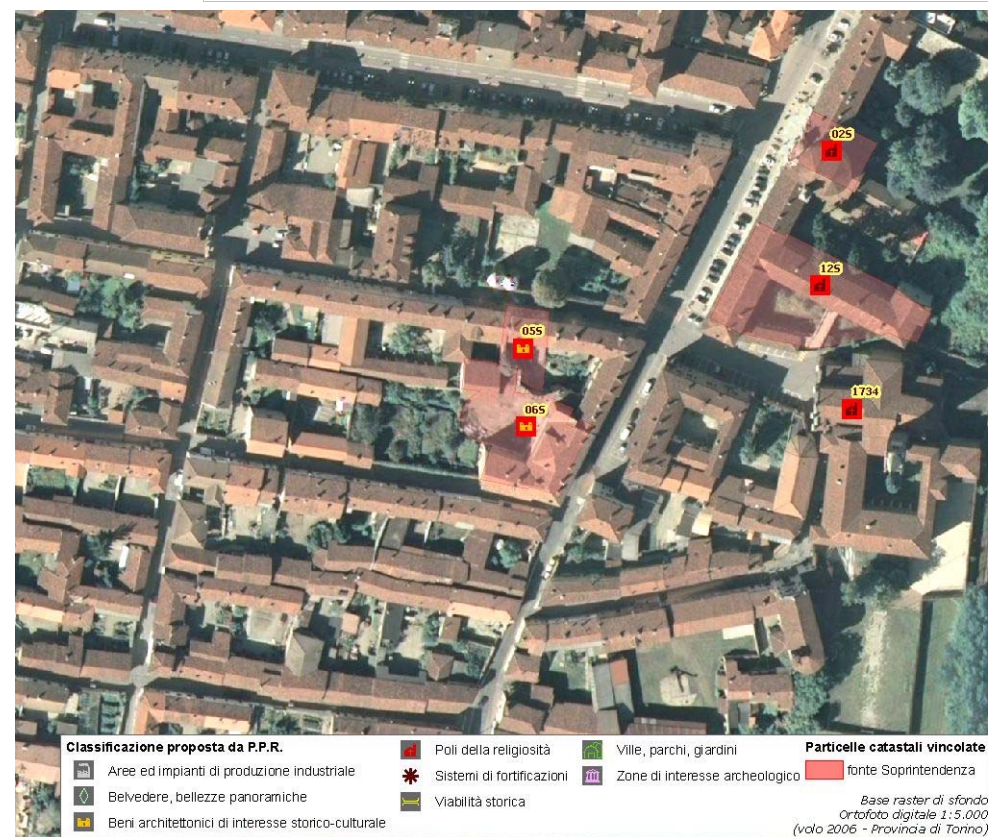 02S
12S
05S
1734
06S
Classificazione proposta da P.P.R.
Aree ed impianti di produzione industriale
Belvedere, bellezze panoramiche
Beni architettonici di interesse storico-culturale
Poli della religiosità
Sistemi di fortificazioni
Viabilità storica
Ville, parchi, giardini
Zone di interesse archeologico
Particelle catastali vincolate
fonte Soprintendenza
Base raster di sfondo
Ortofoto digitale 1:5.000
(volo 2006 - Provincia di Torino)